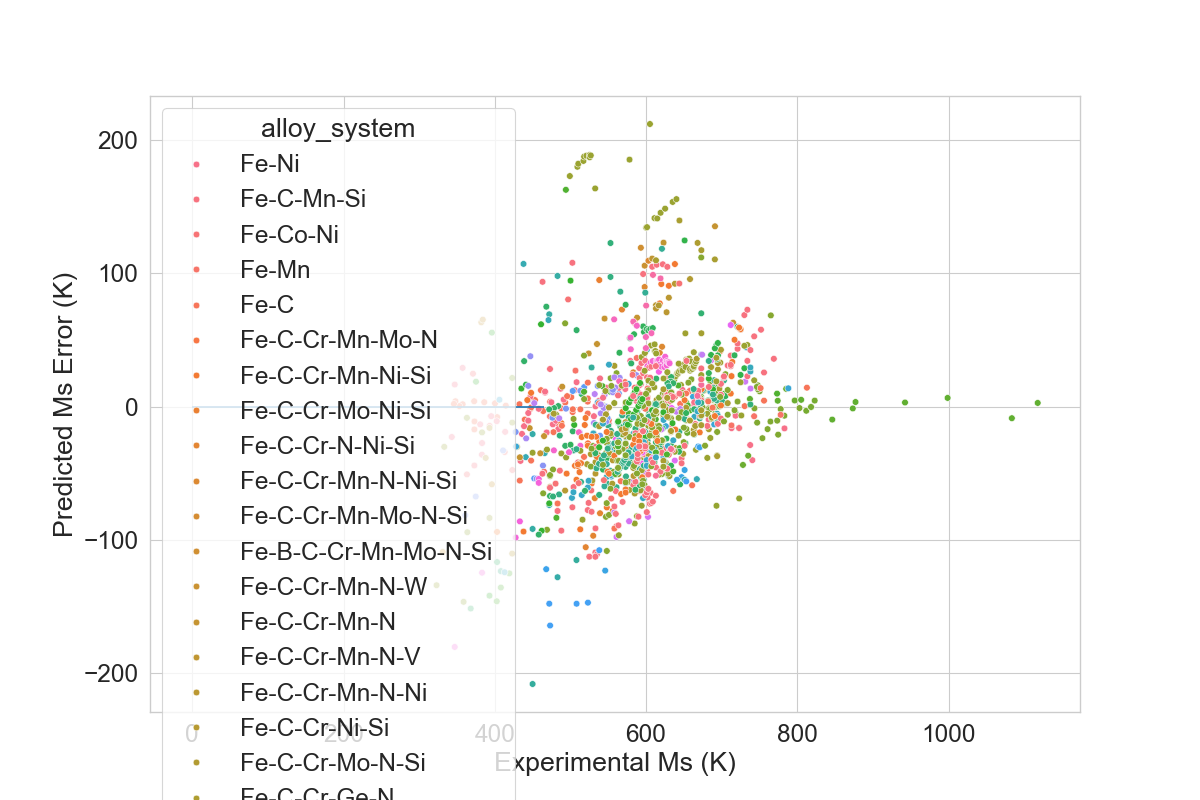 alloy_system
Fe-Ni
Fe-C-Mn-Si
Fe-Co-Ni
Fe-Mn
Fe-C
Fe-C-Cr-Mn-Mo-N
Fe-C-Cr-Mn-Ni-Si
Fe-C-Cr-Mo-Ni-Si
Fe-C-Cr-N-Ni-Si
Fe-C-Cr-Mn-N-Ni-Si
Fe-C-Cr-Mn-Mo-N-Si
Fe-B-C-Cr-Mn-Mo-N-Si
Fe-C-Cr-Mn-N-W
Fe-C-Cr-Mn-N
Fe-C-Cr-Mn-N-V
Fe-C-Cr-Mn-N-Ni
Fe-C-Cr-Ni-Si
Fe-C-Cr-Mo-N-Si
Fe-C-Cr-Ge-N
Predicted Ms Error (K)
200
100
0
−100
−200
0 200 400 600 800 1000
Experimental Ms (K)